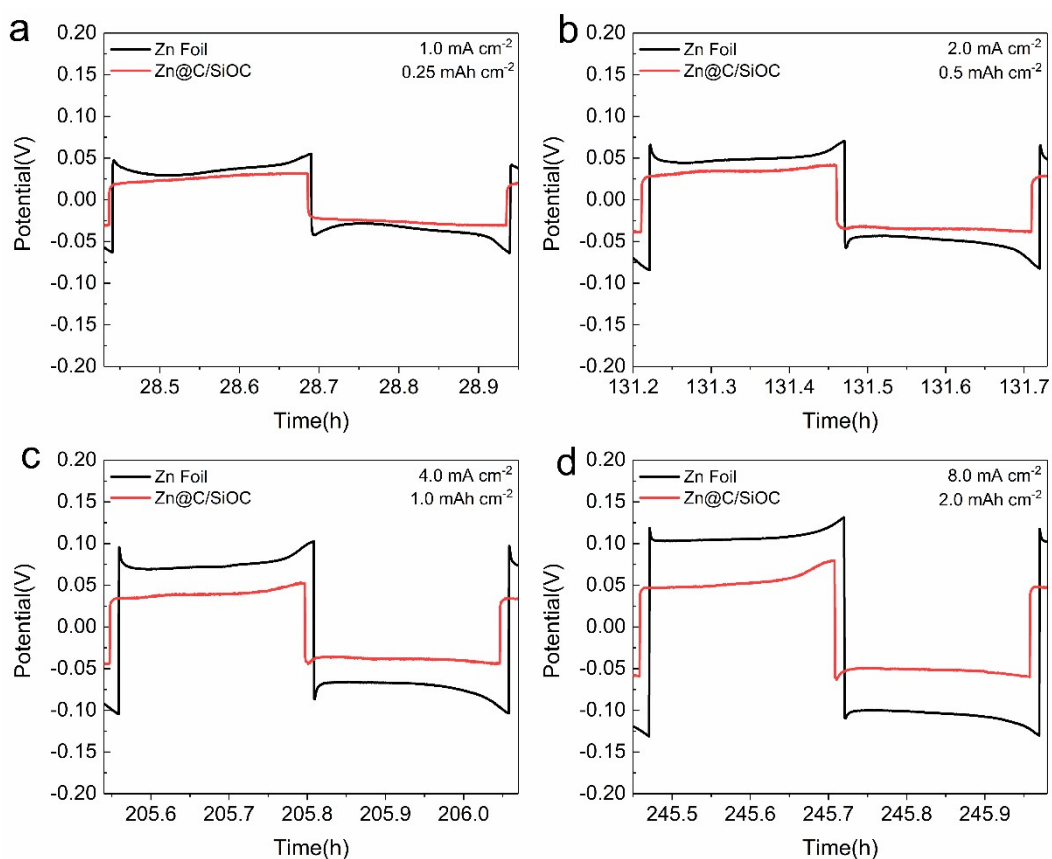 a
Zn Foil 1.0 mA cm-2
Zn@C/SiOC 0.25 mAh cm-2
0.20
0.15
0.10
0.05
0.00
-0.05
-0.10
-0.15
-0.20
Potential(V)
28.5 28.6 28.7 28.8 28.9
Time(h)
b
Zn Foil 2.0 mA cm-2
Zn@C/SiOC 0.5 mAh cm-2
0.20
0.15
0.10
0.05
0.00
-0.05
-0.10
-0.15
-0.20
Potential(V)
131.2 131.3 131.4 131.5 131.6 131.7
Time(h)
c
Zn Foil 4.0 mA cm-2
Zn@C/SiOC 1.0 mAh cm-2
0.20
0.15
0.10
0.05
0.00
-0.05
-0.10
-0.15
-0.20
Potential(V)
205.6 205.7 205.8 205.9 206.0
Time(h)
d
Zn Foil 8.0 mA cm-2
Zn@C/SiOC 2.0 mAh cm-2
0.20
0.15
0.10
0.05
0.00
-0.05
-0.10
-0.15
-0.20
Potential(V)
245.5 245.6 245.7 245.8 245.9
Time(h)